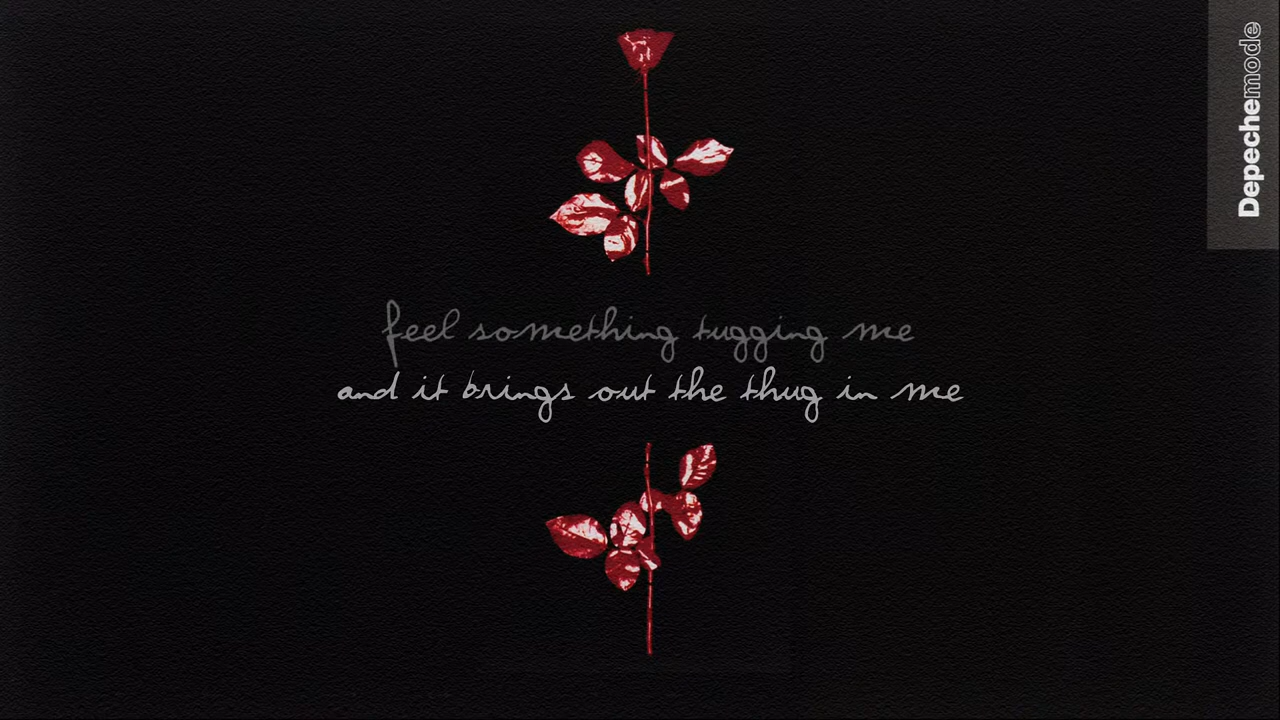 Depechemode
feel something tugging me
and it brings out the thug in me